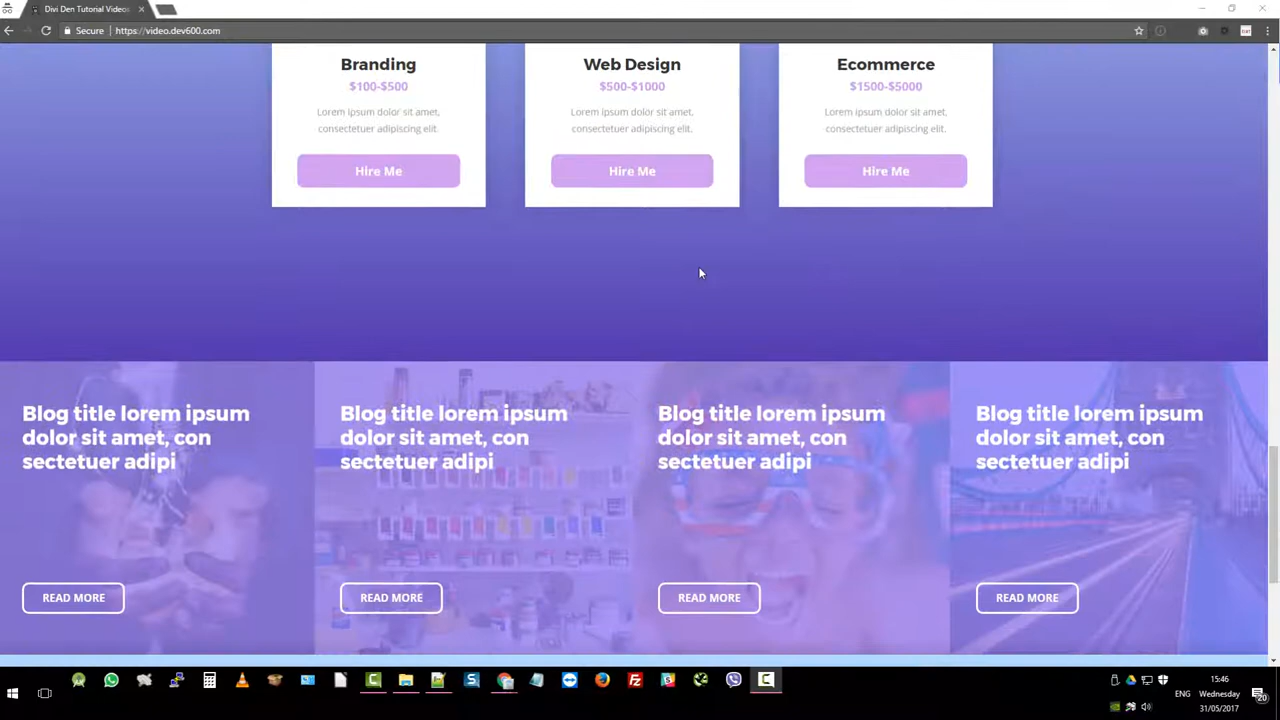 Divi Den Tutorial Videos
Secure
https://video.dev600.com
Branding
$100-$500
Lorem ipsum dolor sit amet,
consectetuer adipiscing elit.
Hire Me
Web Design
$500-$1000
Lorem ipsum dolor sit amet,
consectetuer adipiscing elit.
Hire Me
Ecommerce
$1500-$5000
Lorem ipsum dolor sit amet,
consectetuer adipiscing elit.
Hire Me
Blog title lorem ipsum
dolor sit amet, con
sectetuer adipi
READ MORE
Blog title lorem ipsum
dolor sit amet, con
sectetuer adipi
READ MORE
Blog title lorem ipsum
dolor sit amet, con
sectetuer adipi
READ MORE
Blog title lorem ipsum
dolor sit amet, con
sectetuer adipi
READ MORE
15:46
ENG
Wednesday
31/05/2017
20